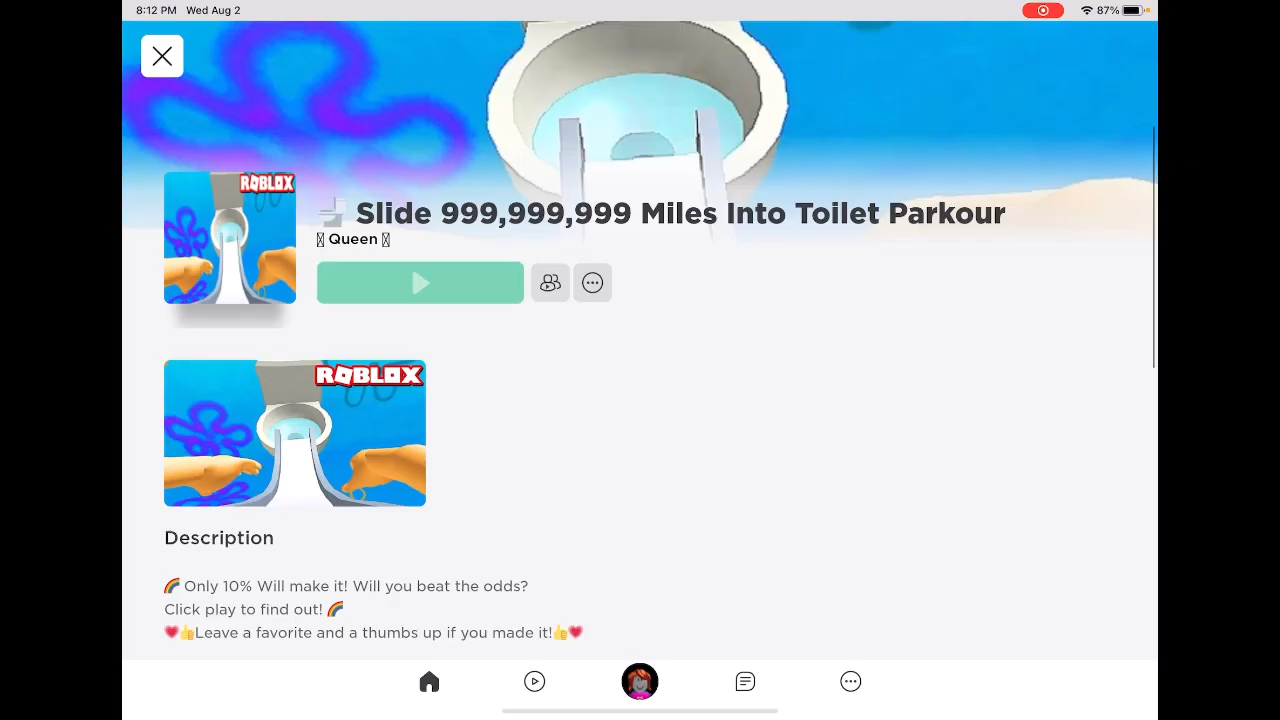 8:12 PM Wed Aug 2
87%
ROBLOX
🚽 Slide 999,999,999 Miles Into Toilet Parkour
Queen
ROBLOX
Description
🌈 Only 10% Will make it! Will you beat the odds?
Click play to find out! 🌈
💗👍Leave a favorite and a thumbs up if you made it!👍💗